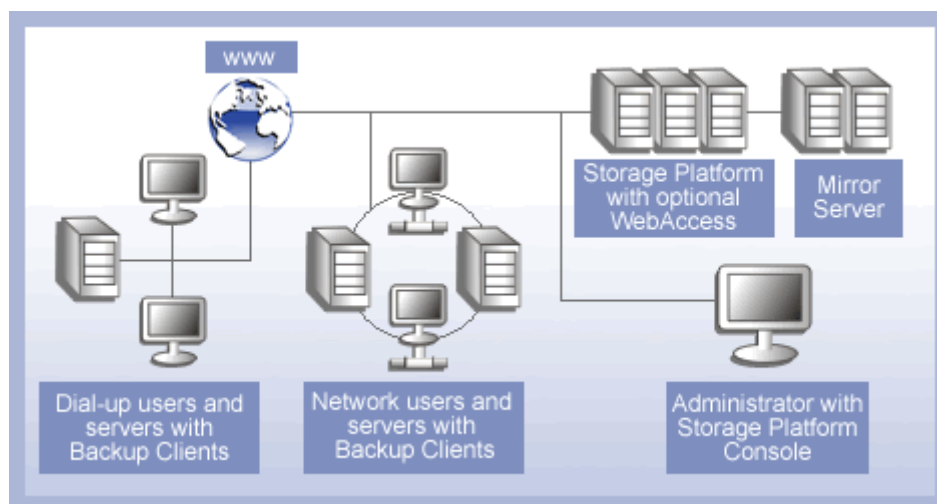 www
Storage Platform
with optional
WebAccess
Mirror
Server
Dial-up users and
servers with
Backup Clients
Network users and
servers with
Backup Clients
Administrator with
Storage Platform
Console